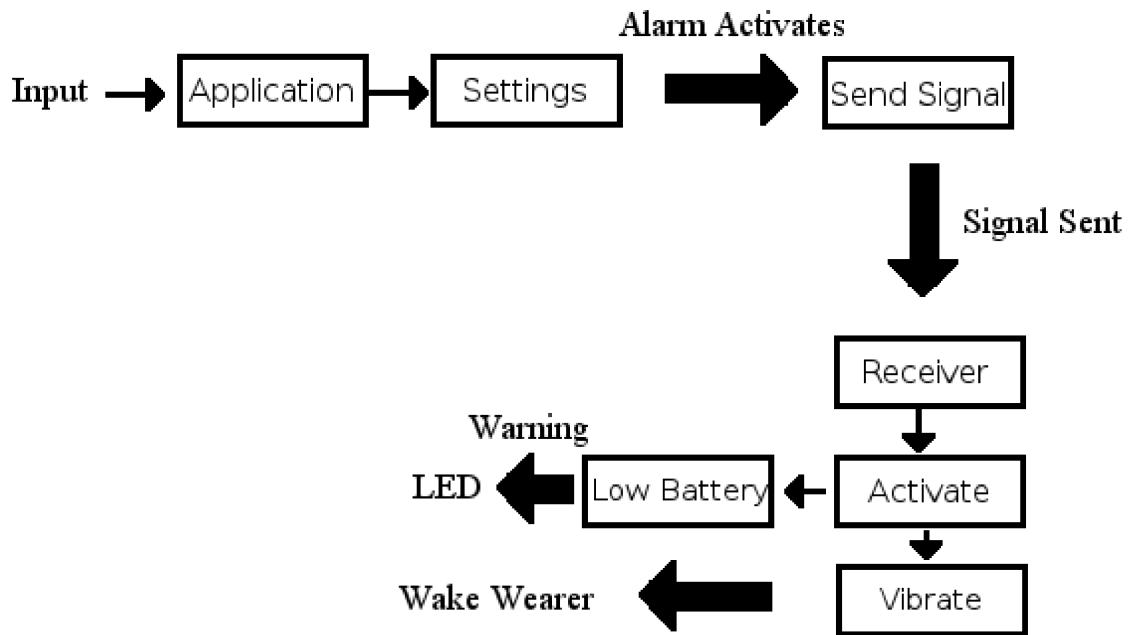 Alarm Activates
Input
Application
Settings
Send Signal
Signal Sent
Receiver
Warning
LED
Low Battery
Activate
Wake Wearer
Vibrate